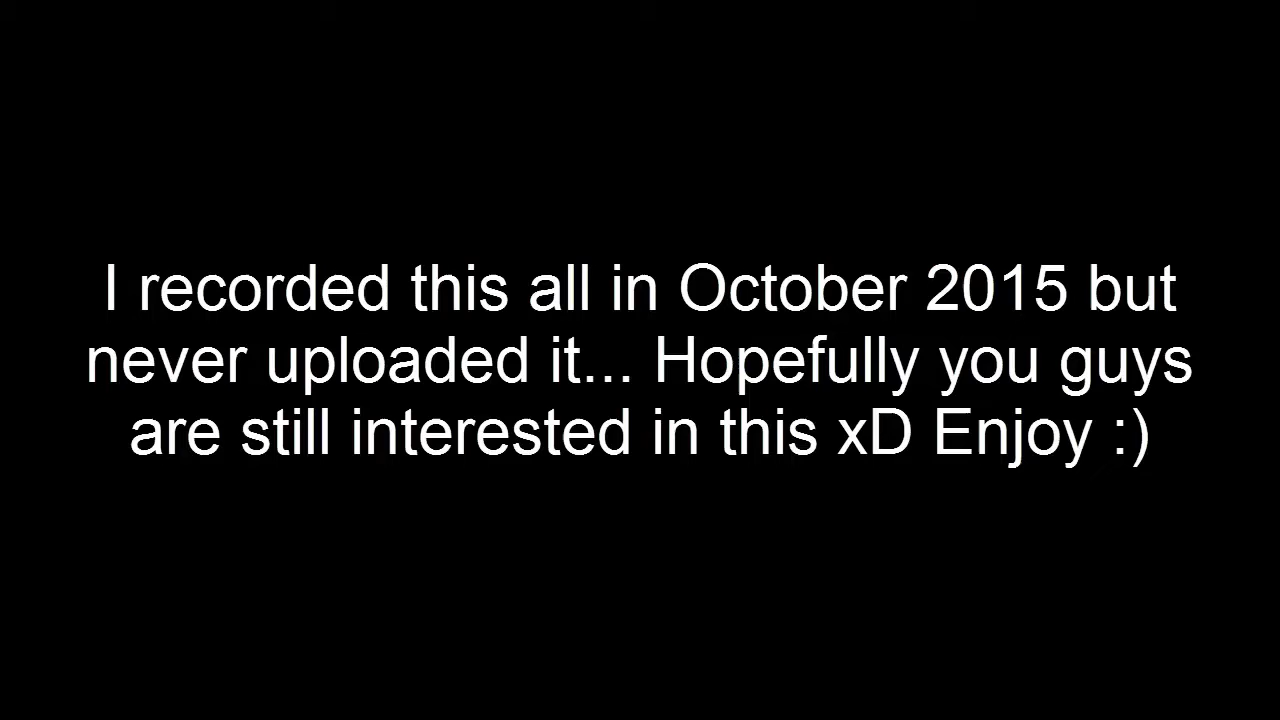 I recorded this all in October 2015 but
never uploaded it... Hopefully you guys
are still interested in this xD Enjoy :)